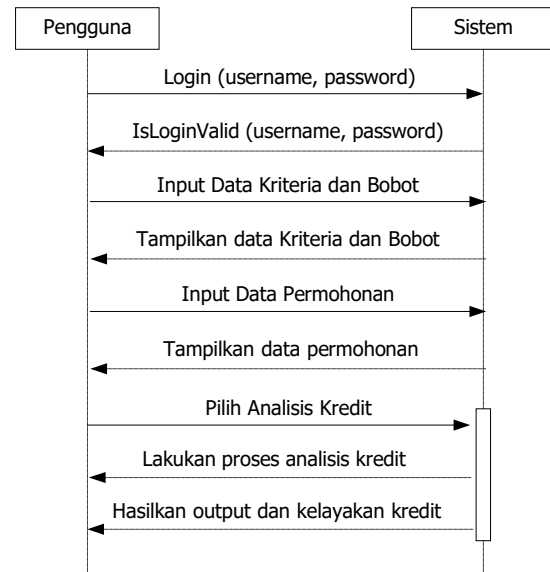 Pengguna
Sistem
Login (username, password)
IsLoginValid (username, password)
Input Data Kriteria dan Bobot
Tampilkan data Kriteria dan Bobot
Input Data Permohonan
Tampilkan data permohonan
Pilih Analisis Kredit
Lakukan proses analisis kredit
Hasilkan output dan kelayakan kredit